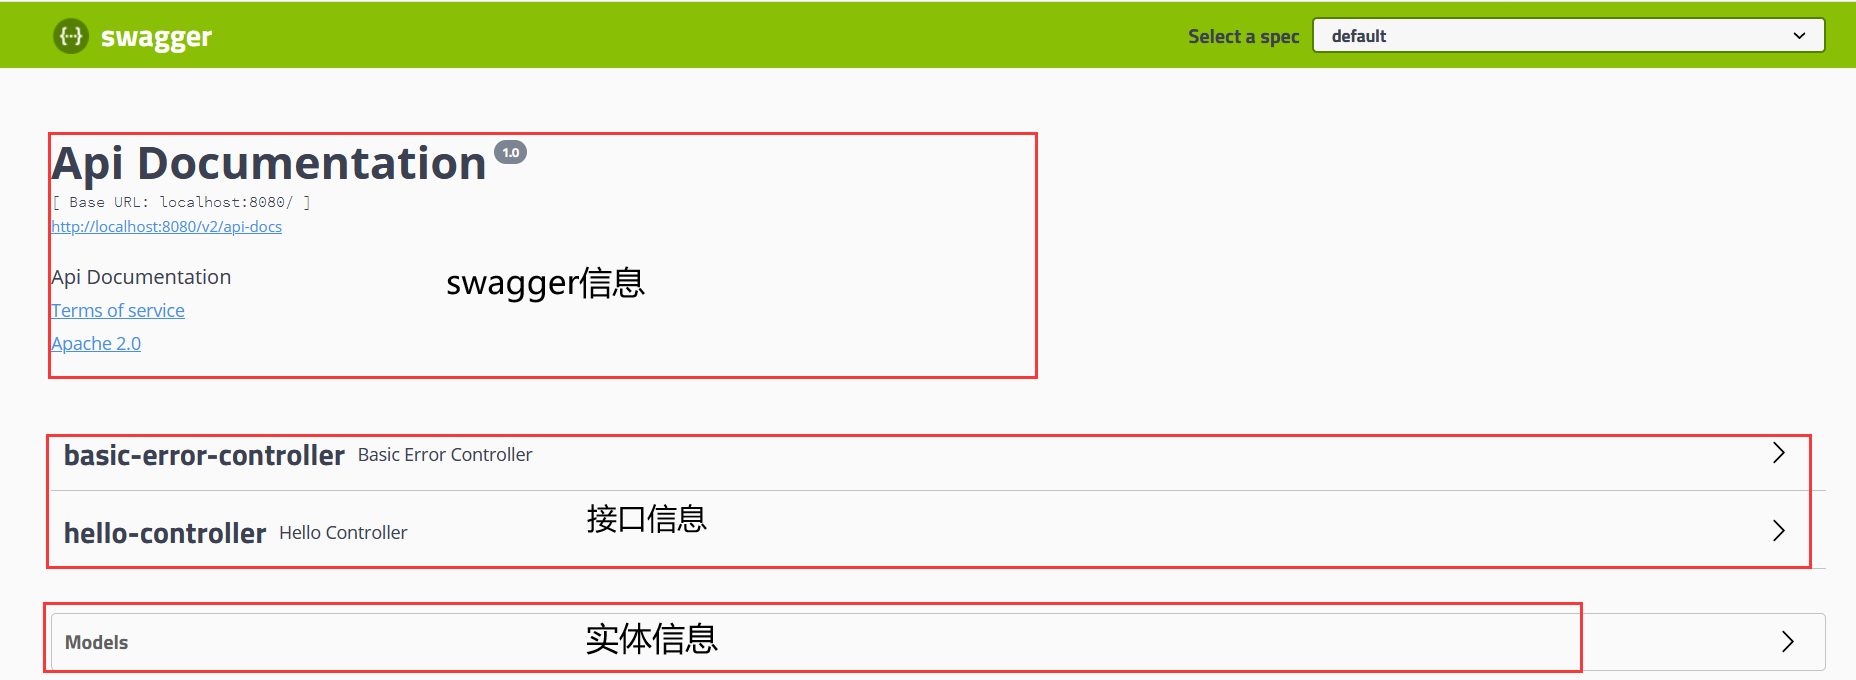 swagger
Select a spec
default
Api Documentation 1.0
[ Base URL: localhost:8080/ ]
http://localhost:8080/v2/api-docs
Api Documentation
swagger信息
Terms of service
Apache 2.0
basic-error-controller Basic Error Controller
接口信息
hello-controller Hello Controller
Models
实体信息